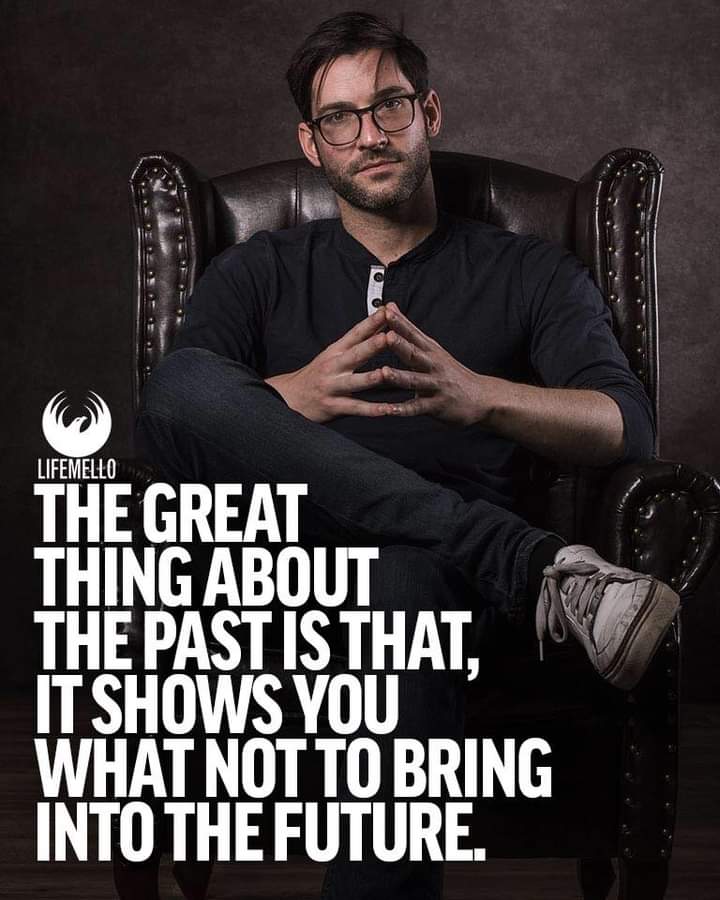 LIFEMELLO
THE GREAT
THING ABOUT
THE PAST IS THAT,
IT SHOWS YOU
WHAT NOT TO BRING
INTO THE FUTURE.